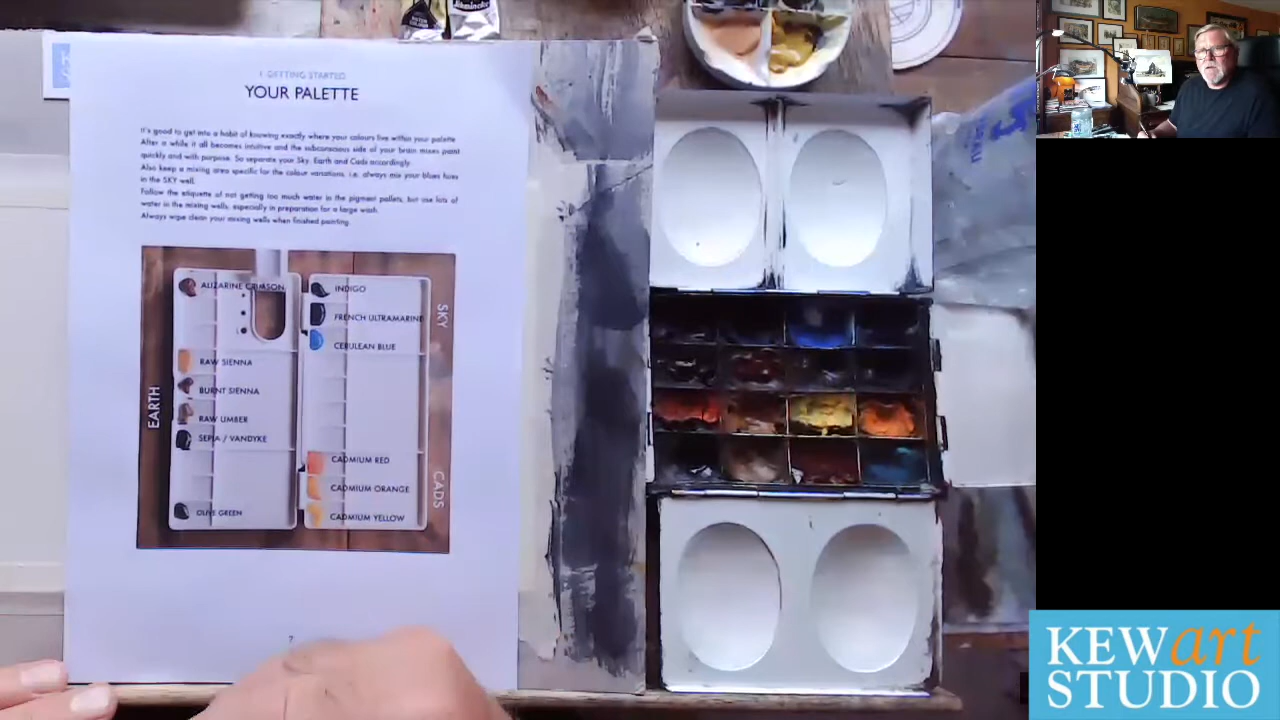 1. GETTING STARTED
YOUR PALETTE
It's good to get into a habit of knowing exactly where your colours live within your palette.
After a while it all becomes intuitive and the subconscious side of your brain mixes paint
quickly and with purpose. So separate your Sky, Earth and Cads accordingly.
Also keep a mixing area specific for the colour variations, i.e. always mix your blues hues
in the SKY well.
Follow the etiquette of not getting too much water in the pigment pallets, but use lots of
water in the mixing wells, especially in preparation for a large wash.
Always wipe clean your mixing wells when finished painting.
ALIZARINE CRIMSON
RAW SIENNA
BURNT SIENNA
RAW UMBER
SEPIA / VANDYKE
OLIVE GREEN
EARTH
INDIGO
FRENCH ULTRAMARINE
CERULEAN BLUE
CADMIUM RED
CADMIUM ORANGE
CADMIUM YELLOW
SKY
CADS
7
Schmincke
KEWart
STUDIO